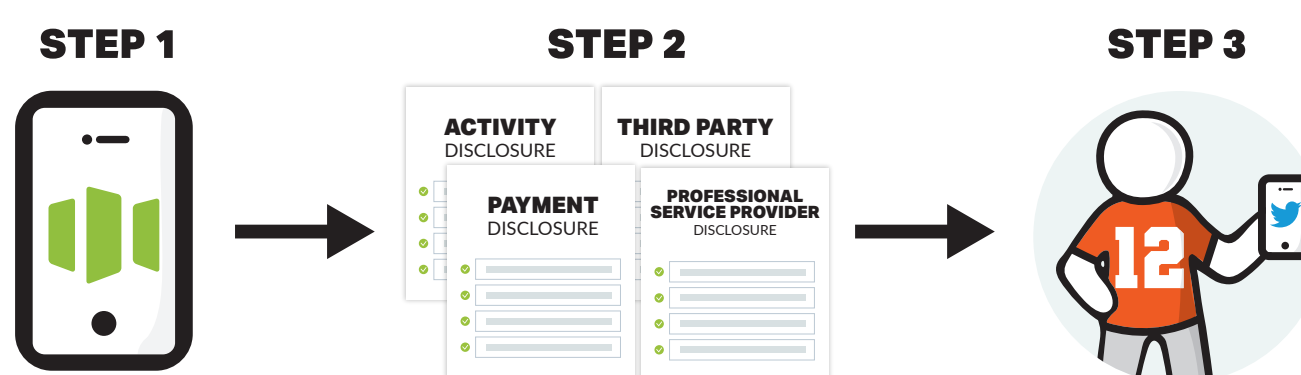 STEP 1
STEP 2
STEP 3
ACTIVITY
DISCLOSURE
THIRD PARTY
DISCLOSURE
PAYMENT
DISCLOSURE
PROFESSIONAL
SERVICE PROVIDER
DISCLOSURE
12